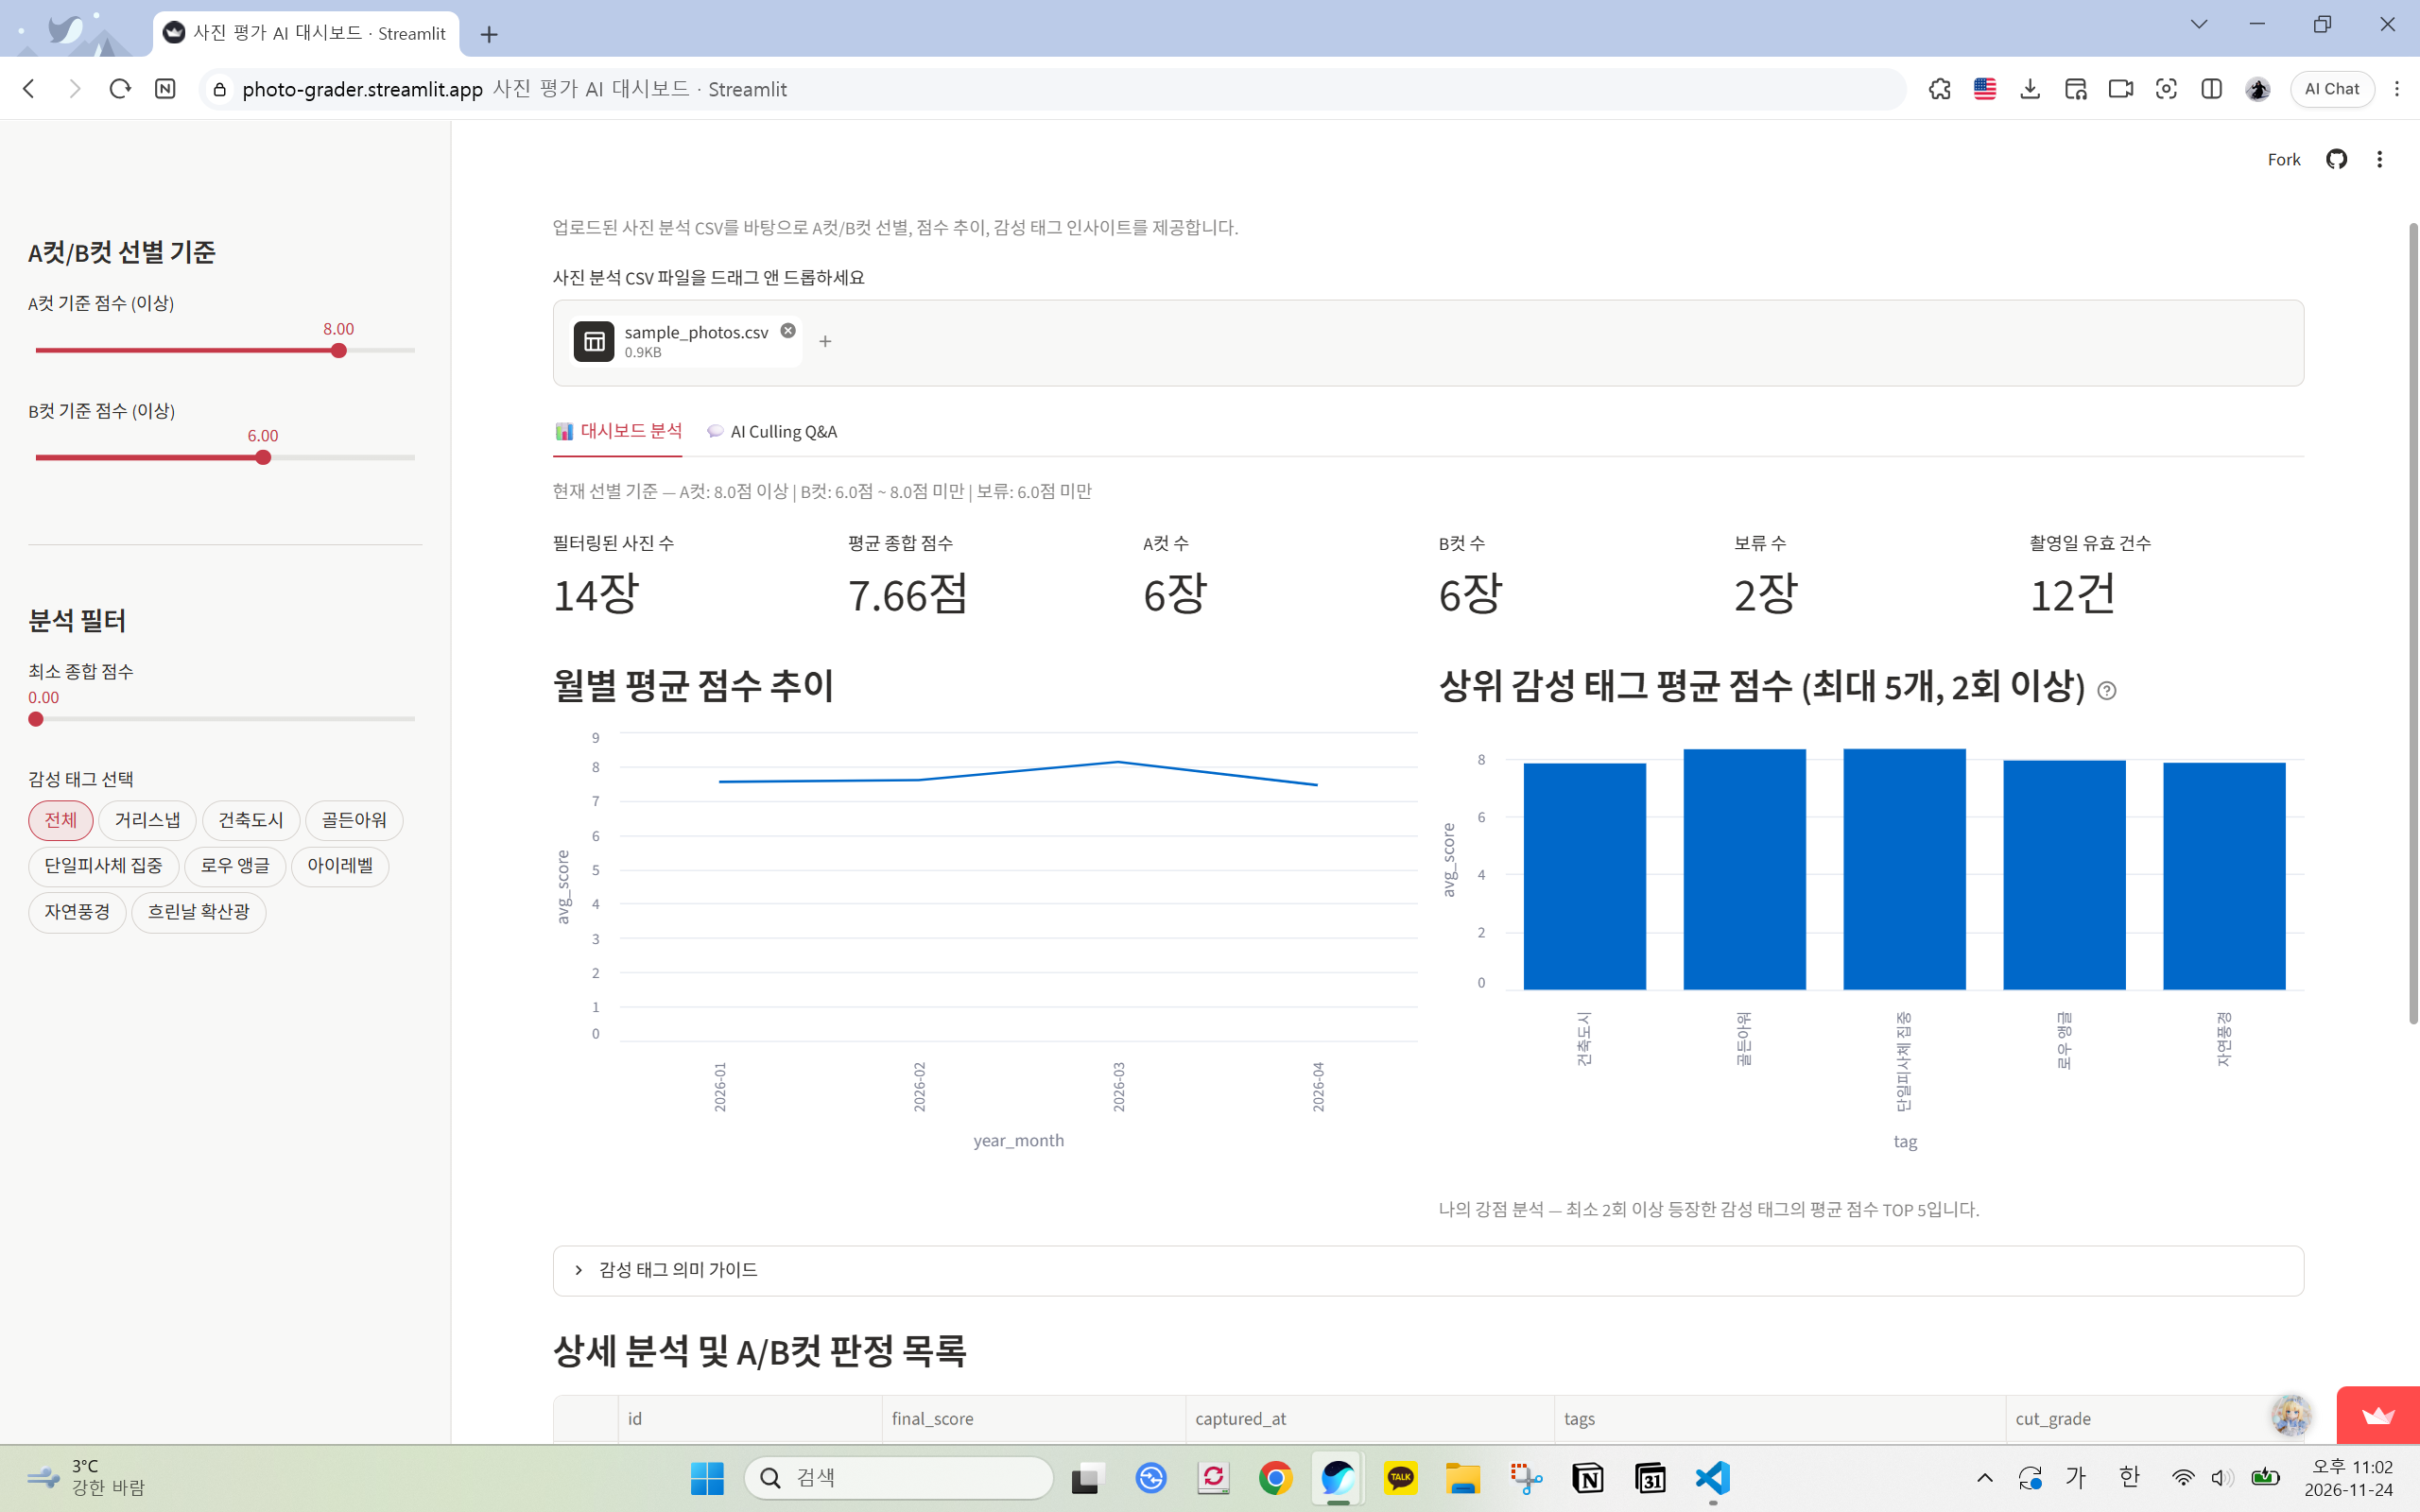 사진 평가 AI 대시보드 · Streamlit
photo-grader.streamlit.app 사진 평가 AI 대시보드 · Streamlit
AI Chat
Fork
A컷/B컷 선별 기준
A컷 기준 점수 (이상)
8.00
B컷 기준 점수 (이상)
6.00
분석 필터
최소 종합 점수
0.00
감성 태그 선택
전체 거리스냅 건축도시 골든아워
단일피사체 집중 로우 앵글 아이레벨
자연풍경 흐린날 확산광
업로드된 사진 분석 CSV를 바탕으로 A컷/B컷 선별, 점수 추이, 감성 태그 인사이트를 제공합니다.
사진 분석 CSV 파일을 드래그 앤 드롭하세요
sample_photos.csv
0.9KB
대시보드 분석 AI Culling Q&A
현재 선별 기준 — A컷: 8.0점 이상 | B컷: 6.0점 ~ 8.0점 미만 | 보류: 6.0점 미만
필터링된 사진 수 평균 종합 점수 A컷 수 B컷 수 보류 수 촬영일 유효 건수
14장 7.66점 6장 6장 2장 12건
월별 평균 점수 추이
9
8
7
6
5
4
3
2
1
0
avg_score
2026-01 2026-02 2026-03 2026-04
year_month
상위 감성 태그 평균 점수 (최대 5개, 2회 이상)
8
6
4
2
0
avg_score
건축도시 골든아워 단일피사체 집중 로우 앵글 자연풍경
tag
나의 강점 분석 — 최소 2회 이상 등장한 감성 태그의 평균 점수 TOP 5입니다.
감성 태그 의미 가이드
상세 분석 및 A/B컷 판정 목록
id final_score captured_at tags cut_grade
3°C
강한 바람
검색
TALK
31
가 한
오후 11:02
2026-11-24